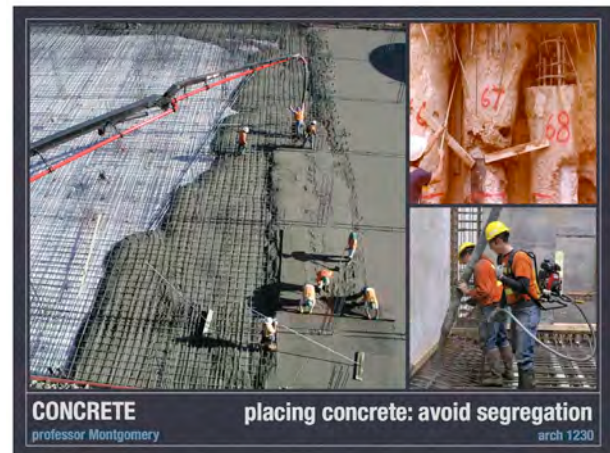 67
68
CONCRETE
placing concrete: avoid segregation
professor Montgomery
arch 1230